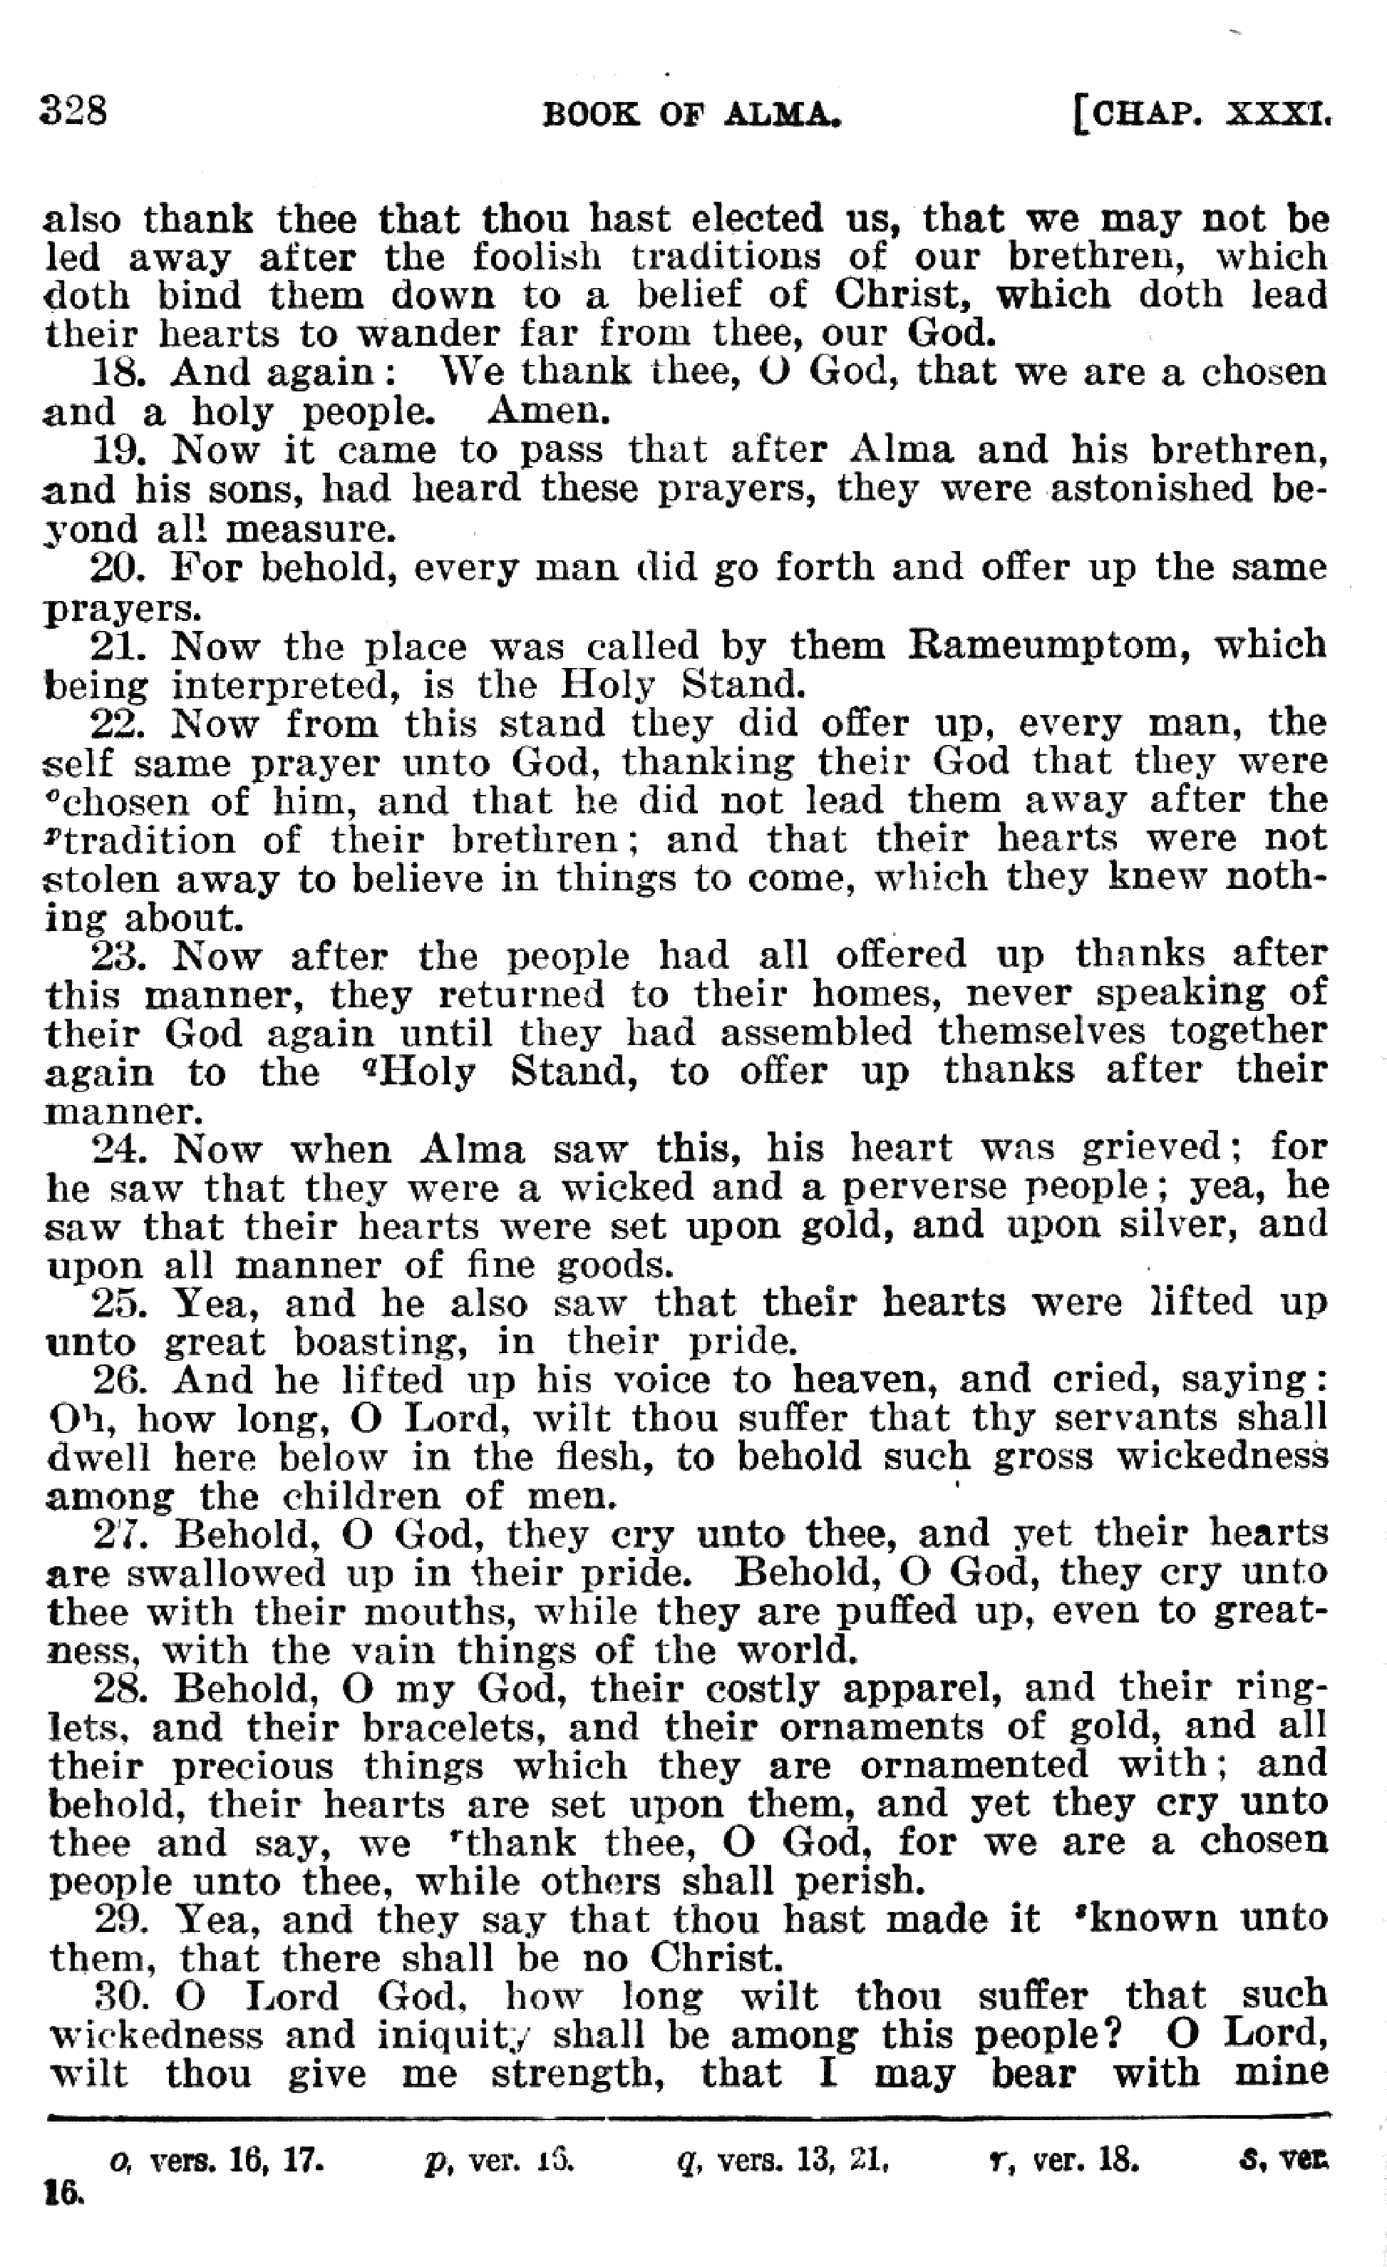 328 BOOK OF ALMA. [CHAP. XXXI.
also thank thee that thou hast elected us, that we may not be
led away after the foolish traditions of our brethren, which
doth bind them down to a belief of Christ, which doth lead
their hearts to wander far from thee, our God.
18. And again: We thank thee, O God, that we are a chosen
and a holy people. Amen.
19. Now it came to pass that after Alma and his brethren,
and his sons, had heard these prayers, they were astonished be-
yond all measure.
20. For behold, every man did go forth and offer up the same
prayers.
21. Now the place was called by them Rameumptom, which
being interpreted, is the Holy Stand.
22. Now from this stand they did offer up, every man, the
self same prayer unto God, thanking their God that they were
ᵒchosen of him, and that he did not lead them away after the
ᵖtradition of their brethren; and that their hearts were not
stolen away to believe in things to come, which they knew noth-
ing about.
23. Now after the people had all offered up thanks after
this manner, they returned to their homes, never speaking of
their God again until they had assembled themselves together
again to the qHoly Stand, to offer up thanks after their
manner.
24. Now when Alma saw this, his heart was grieved; for
he saw that they were a wicked and a perverse people; yea, he
saw that their hearts were set upon gold, and upon silver, and
upon all manner of fine goods.
25. Yea, and he also saw that their hearts were lifted up
unto great boasting, in their pride.
26. And he lifted up his voice to heaven, and cried, saying:
Oh, how long, O Lord, wilt thou suffer that thy servants shall
dwell here below in the flesh, to behold such gross wickedness
among the children of men.
27. Behold, O God, they cry unto thee, and yet their hearts
are swallowed up in their pride. Behold, O God, they cry unto
thee with their mouths, while they are puffed up, even to great-
ness, with the vain things of the world.
28. Behold, O my God, their costly apparel, and their ring-
lets, and their bracelets, and their ornaments of gold, and all
their precious things which they are ornamented with; and
behold, their hearts are set upon them, and yet they cry unto
thee and say, we ʳthank thee, O God, for we are a chosen
people unto thee, while others shall perish.
29. Yea, and they say that thou hast made it ˢknown unto
them, that there shall be no Christ.
30. O Lord God, how long wilt thou suffer that such
wickedness and iniquity shall be among this people? O Lord,
wilt thou give me strength, that I may bear with mine
o, vers. 16, 17. p, ver. 16. q, vers. 13, 21, r, ver. 18. s, ver.
16.